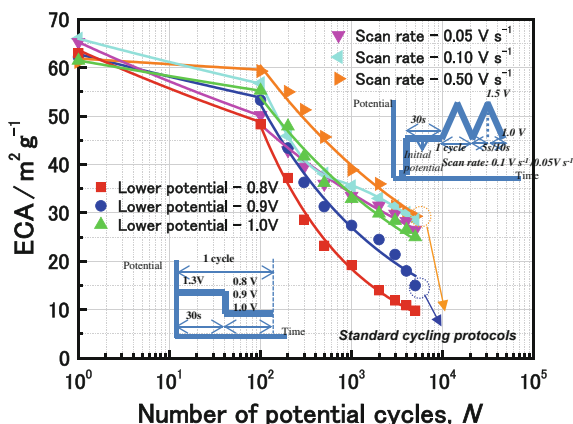 ECA / m² g⁻¹
70
60
50
40
30
20
10
0
10⁰
10¹
10²
10³
10⁴
10⁵
Number of potential cycles, N
Scan rate - 0.05 V s⁻¹
Scan rate - 0.10 V s⁻¹
Scan rate - 0.50 V s⁻¹
Potential
1.5 V
30s
1.0 V
1 cycle
>5s/10s
Initial
potential
Scan rate: 0.1 V s⁻¹/0.05V s⁻¹
Time
Lower potential - 0.8V
Lower potential - 0.9V
Lower potential - 1.0V
Potential
1 cycle
1.3V
0.8 V
0.9 V
1.0 V
30s
Time
Standard cycling protocols